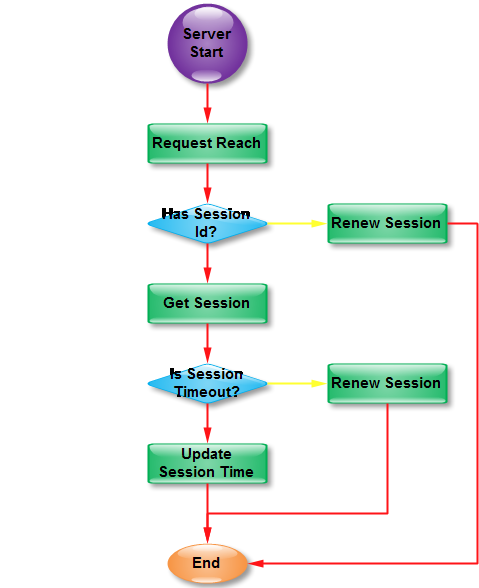 Server
Start
Request Reach
Has Session
Id?
Renew Session
Get Session
Is Session
Timeout?
Renew Session
Update
Session Time
End